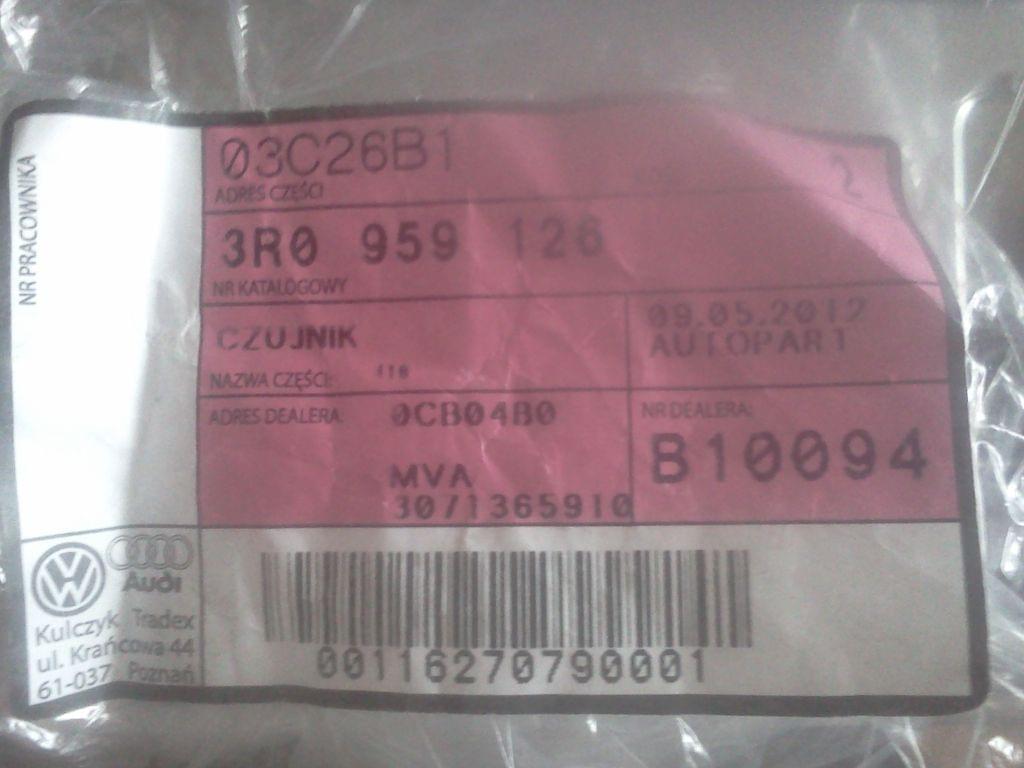 NR PRACOWNIKA
03C26B1
2
ADRES CZĘŚCI
3R0 959 126
NR KATALOGOWY
CZUJNIK
09.05.2012
AUTOPART
NAZWA CZĘŚCI:
ADRES DEALERA: 0CB04B0
NR DEALERA:
B10094
MVA
3071365910
Audi
Kulczyk Tradex
ul. Krańcowa 44
61-037 Poznań
00116270790001